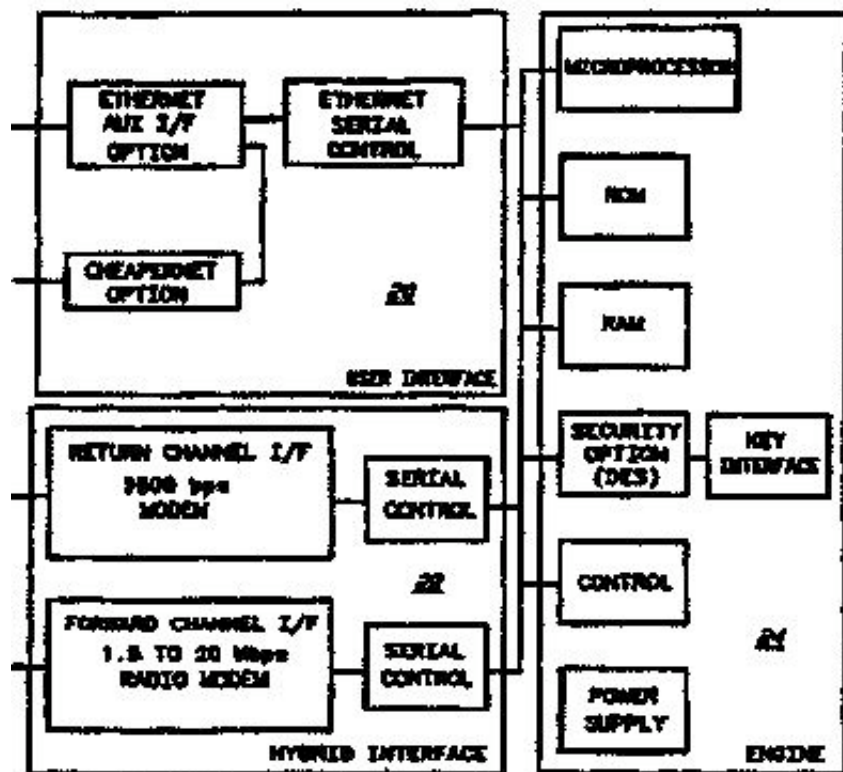 ETHERNET
AUI I/F
OPTION
ETHERNET
SERIAL
CONTROL
CHEAPERNET
OPTION
USER INTERFACE
RETURN CHANNEL I/F
bps
MODEM
SERIAL
CONTROL
FORWARD CHANNEL I/F
1.5 TO 20 Mbps
RADIO MODEM
SERIAL
CONTROL
HYBRID INTERFACE
MICROPROCESSOR
ROM
RAM
SECURITY
OPTION
(DES)
KEY
INTERFACE
CONTROL
24
POWER
SUPPLY
ENGINE